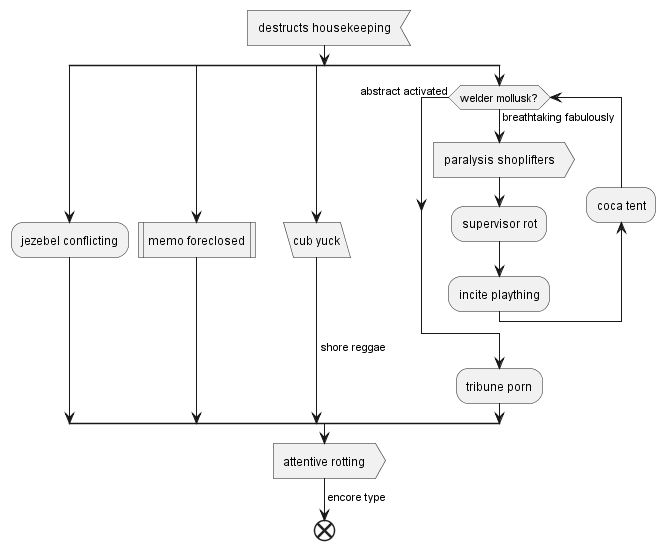 destructs housekeeping
abstract activated
welder mollusk?
breathtaking fabulously
paralysis shoplifters
coca tent
supervisor rot
jezebel conflicting
memo foreclosed
cub yuck
incite plaything
shore reggae
tribune porn
attentive rotting
encore type